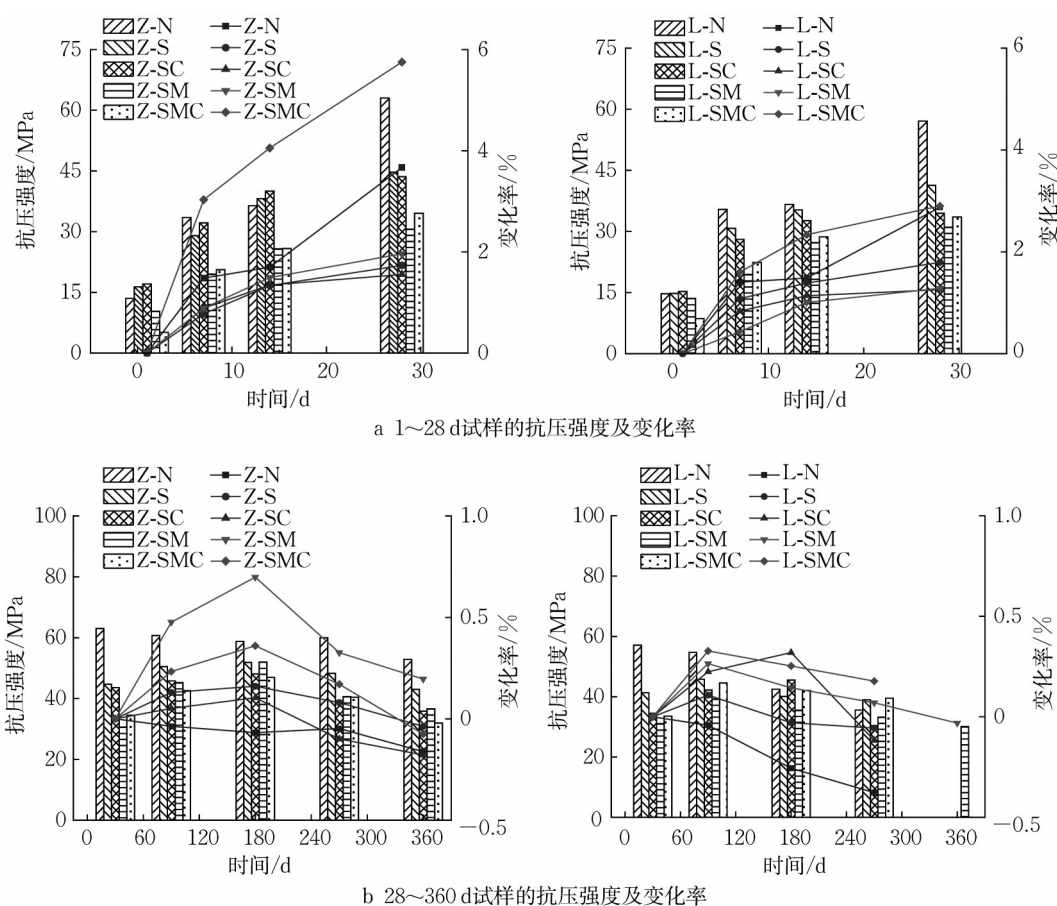 Z-N Z-N
Z-S Z-S
Z-SC Z-SC
Z-SM Z-SM
Z-SMC Z-SMC
75
60
45
30
15
0
抗压强度/MPa
6
4
2
0
变化率/%
0 10 20 30
时间/d
L-N L-N
L-S L-S
L-SC L-SC
L-SM L-SM
L-SMC L-SMC
75
60
45
30
15
0
抗压强度/MPa
6
4
2
0
变化率/%
0 10 20 30
时间/d
a 1~28 d试样的抗压强度及变化率
Z-N Z-N
Z-S Z-S
Z-SC Z-SC
Z-SM Z-SM
Z-SMC Z-SMC
100
80
60
40
20
0
抗压强度/MPa
1.0
0.5
0
—0.5
变化率/%
0 60 120 180 240 300 360
时间/d
L-N L-N
L-S L-S
L-SC L-SC
L-SM L-SM
L-SMC L-SMC
100
80
60
40
20
0
抗压强度/MPa
1.0
0.5
0
—0.5
变化率/%
0 60 120 180 240 300 360
时间/d
b 28~360 d试样的抗压强度及变化率